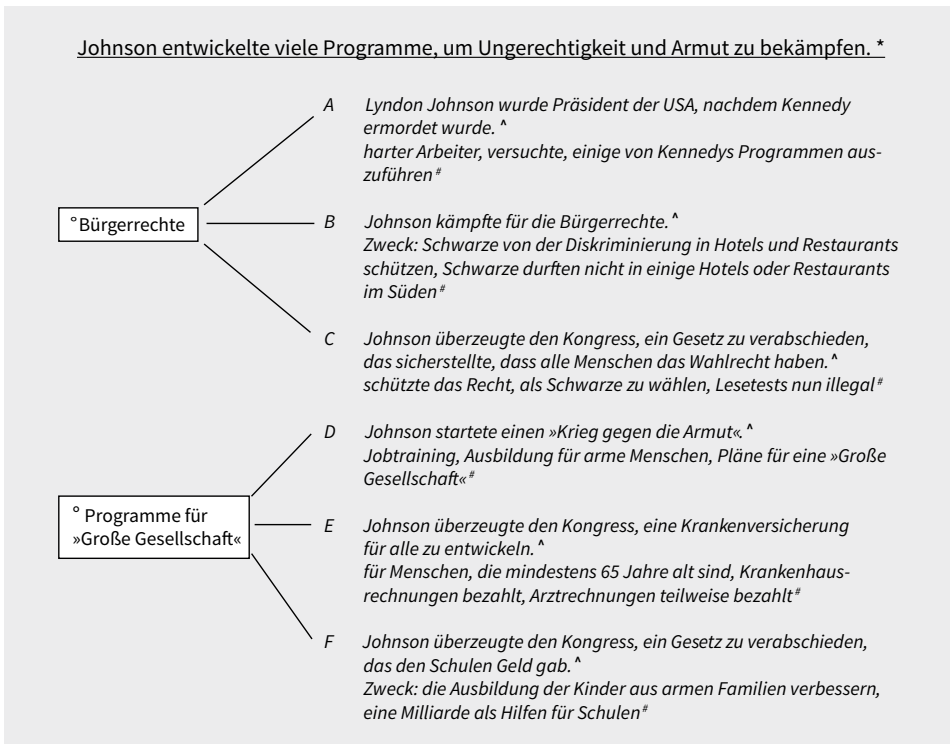 Johnson entwickelte viele Programme, um Ungerechtigkeit und Armut zu bekämpfen. *
A Lyndon Johnson wurde Präsident der USA, nachdem Kennedy
ermordet wurde. ^
harter Arbeiter, versuchte, einige von Kennedys Programmen aus-
zuführen #
° Bürgerrechte
B Johnson kämpfte für die Bürgerrechte. ^
Zweck: Schwarze von der Diskriminierung in Hotels und Restaurants
schützen, Schwarze durften nicht in einige Hotels oder Restaurants
im Süden #
C Johnson überzeugte den Kongress, ein Gesetz zu verabschieden,
das sicherstellte, dass alle Menschen das Wahlrecht haben. ^
schützte das Recht, als Schwarze zu wählen, Lesetests nun illegal #
D Johnson startete einen »Krieg gegen die Armut«. ^
Jobtraining, Ausbildung für arme Menschen, Pläne für eine »Große
Gesellschaft« #
° Programme für
»Große Gesellschaft«
E Johnson überzeugte den Kongress, eine Krankenversicherung
für alle zu entwickeln. ^
für Menschen, die mindestens 65 Jahre alt sind, Krankenhaus-
rechnungen bezahlt, Arztrechnungen teilweise bezahlt #
F Johnson überzeugte den Kongress, ein Gesetz zu verabschieden,
das den Schulen Geld gab. ^
Zweck: die Ausbildung der Kinder aus armen Familien verbessern,
eine Milliarde als Hilfen für Schulen #